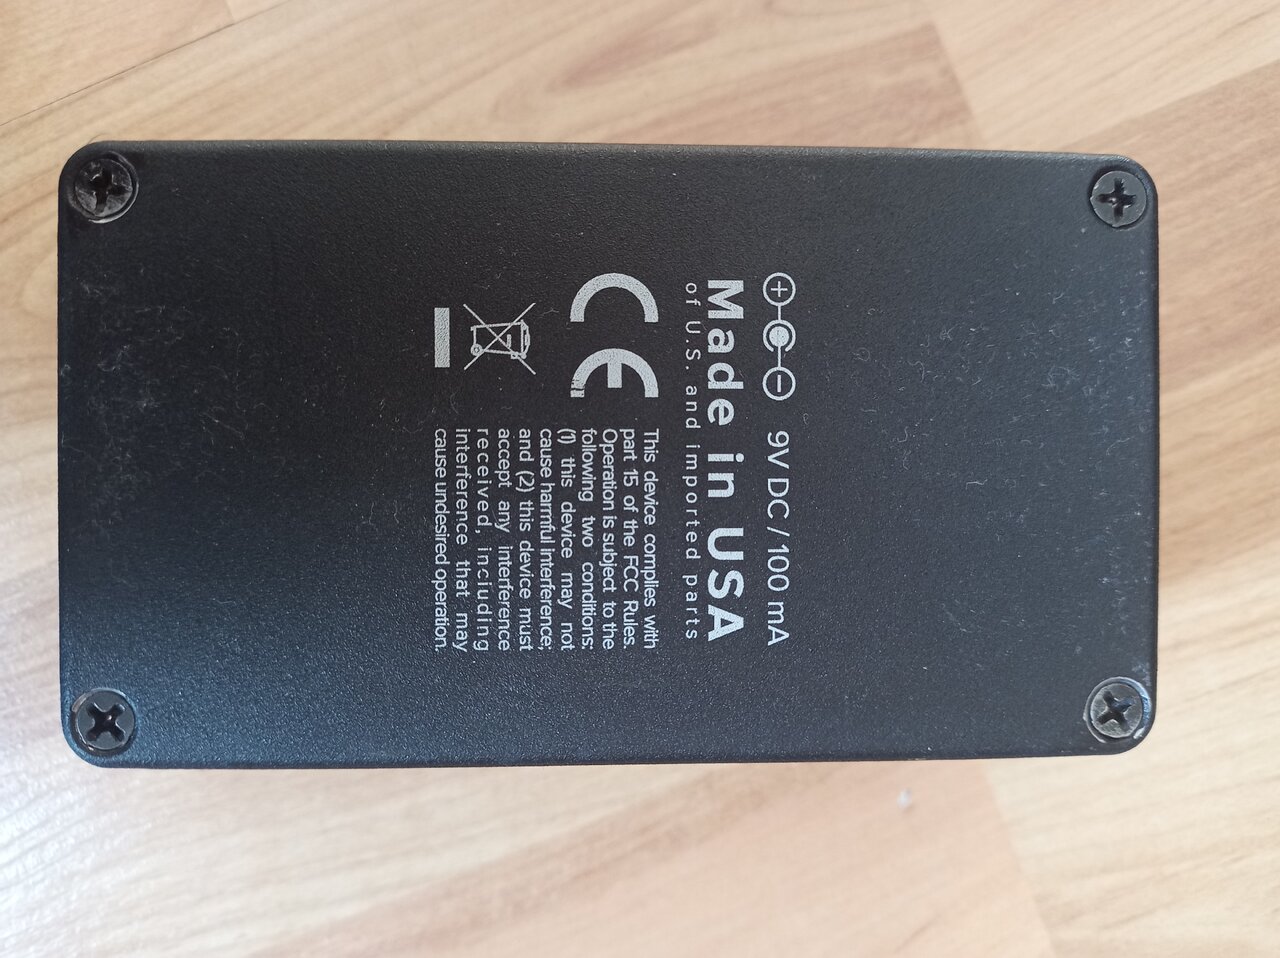 9V DC / 100 mA
Made in USA
of U.S. and imported parts
CE
This device complies with
part 15 of the FCC Rules.
Operation is subject to the
following two conditions:
(1) this device may not
cause harmful interference;
and (2) this device must
accept any interference
received, including
interference that may
cause undesired operation.